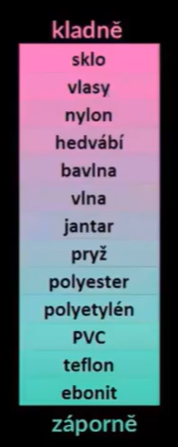 kladně
sklo
vlasy
nylon
hedvábí
bavlna
vlna
jantar
pryž
polyester
polyetylén
PVC
teflon
ebonit
záporně